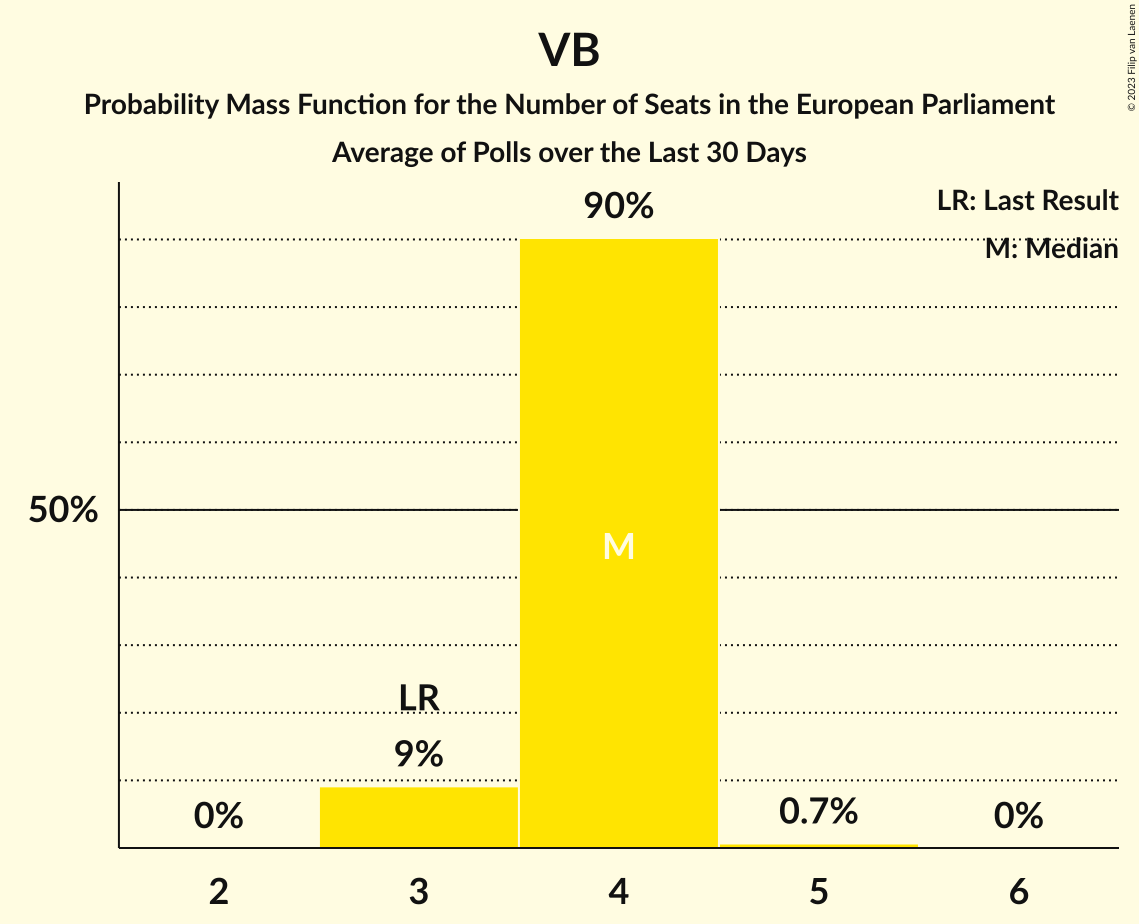 VB
Probability Mass Function for the Number of Seats in the European Parliament
Average of Polls over the Last 30 Days
© 2023 Filip van Laenen
LR: Last Result
M: Median
90%
50%
M
LR
9%
0%
0.7%
0%
2 3 4 5 6